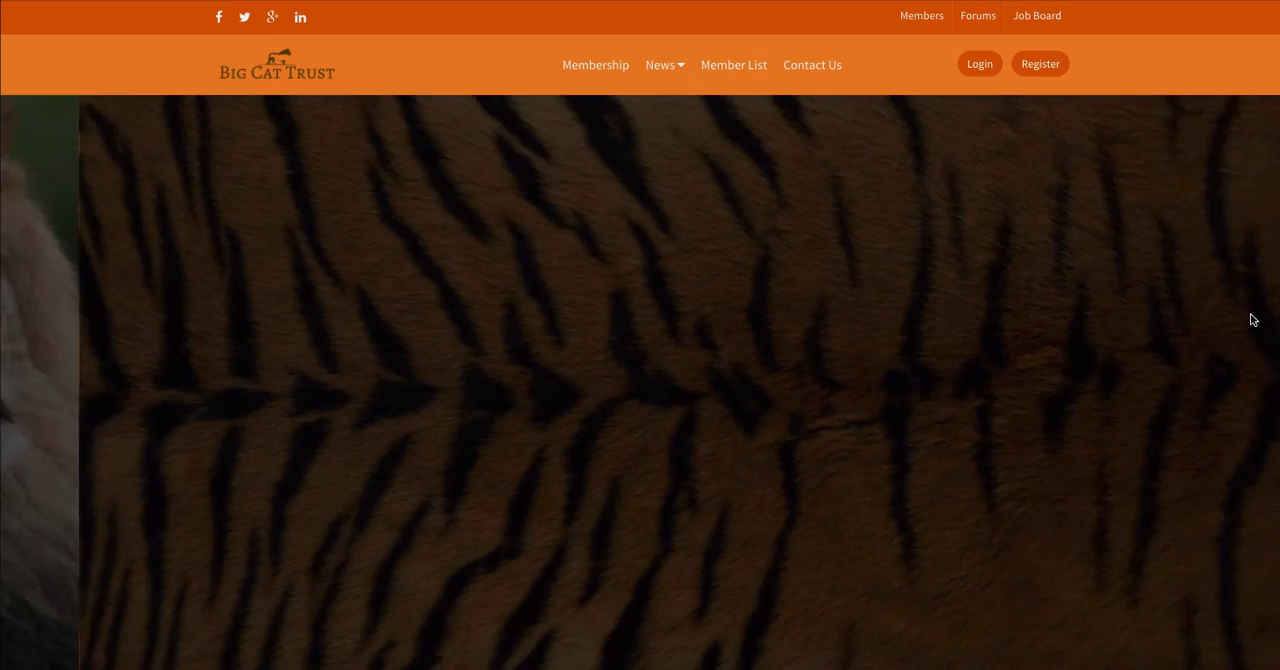 Members Forums Job Board
BIG CAT TRUST
Membership News Member List Contact Us
Login Register